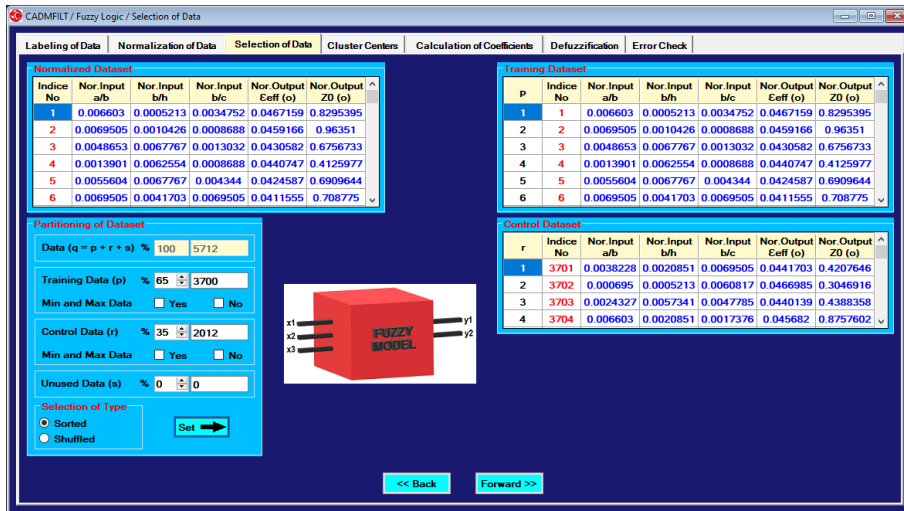 CADMFILT / Fuzzy Logic / Selection of Data
Labeling of Data Normalization of Data Selection of Data Cluster Centers Calculation of Coefficients Defuzzification Error Check
Normalized Dataset
Indice No Nor.Input a/b Nor.Input b/h Nor.Input b/c Nor.Output Ɛeff (o) Nor.Output Z0 (o)
1 0.006603 0.0005213 0.0034752 0.0467159 0.8295395
2 0.0069505 0.0010426 0.0008688 0.0459166 0.96351
3 0.0048653 0.0067767 0.0013032 0.0430582 0.6756733
4 0.0013901 0.0062554 0.0008688 0.0440747 0.4125977
5 0.0055604 0.0067767 0.004344 0.0424587 0.6909644
6 0.0069505 0.0041703 0.0069505 0.0411555 0.708775
Training Dataset
p Indice No Nor.Input a/b Nor.Input b/h Nor.Input b/c Nor.Output Ɛeff (o) Nor.Output Z0 (o)
1 1 0.006603 0.0005213 0.0034752 0.0467159 0.8295395
2 2 0.0069505 0.0010426 0.0008688 0.0459166 0.96351
3 3 0.0048653 0.0067767 0.0013032 0.0430582 0.6756733
4 4 0.0013901 0.0062554 0.0008688 0.0440747 0.4125977
5 5 0.0055604 0.0067767 0.004344 0.0424587 0.6909644
6 6 0.0069505 0.0041703 0.0069505 0.0411555 0.708775
Partitioning of Dataset
Data (q = p + r + s) % 100 5712
Training Data (p) % 65 3700
Min and Max Data Yes No
Control Data (r) % 35 2012
Min and Max Data Yes No
Unused Data (s) % 0 0
Selection of Type
Sorted
Shuffled
Set
x1
x2
x3
FUZZY
MODEL
y1
y2
Control Dataset
r Indice No Nor.Input a/b Nor.Input b/h Nor.Input b/c Nor.Output Ɛeff (o) Nor.Output Z0 (o)
1 3701 0.0038228 0.0020851 0.0069505 0.0441703 0.4207646
2 3702 0.000695 0.0005213 0.0060817 0.0466985 0.3046916
3 3703 0.0024327 0.0057341 0.0047785 0.0440139 0.4388358
4 3704 0.006603 0.0020851 0.0017376 0.045682 0.8757602
<< Back Forward >>